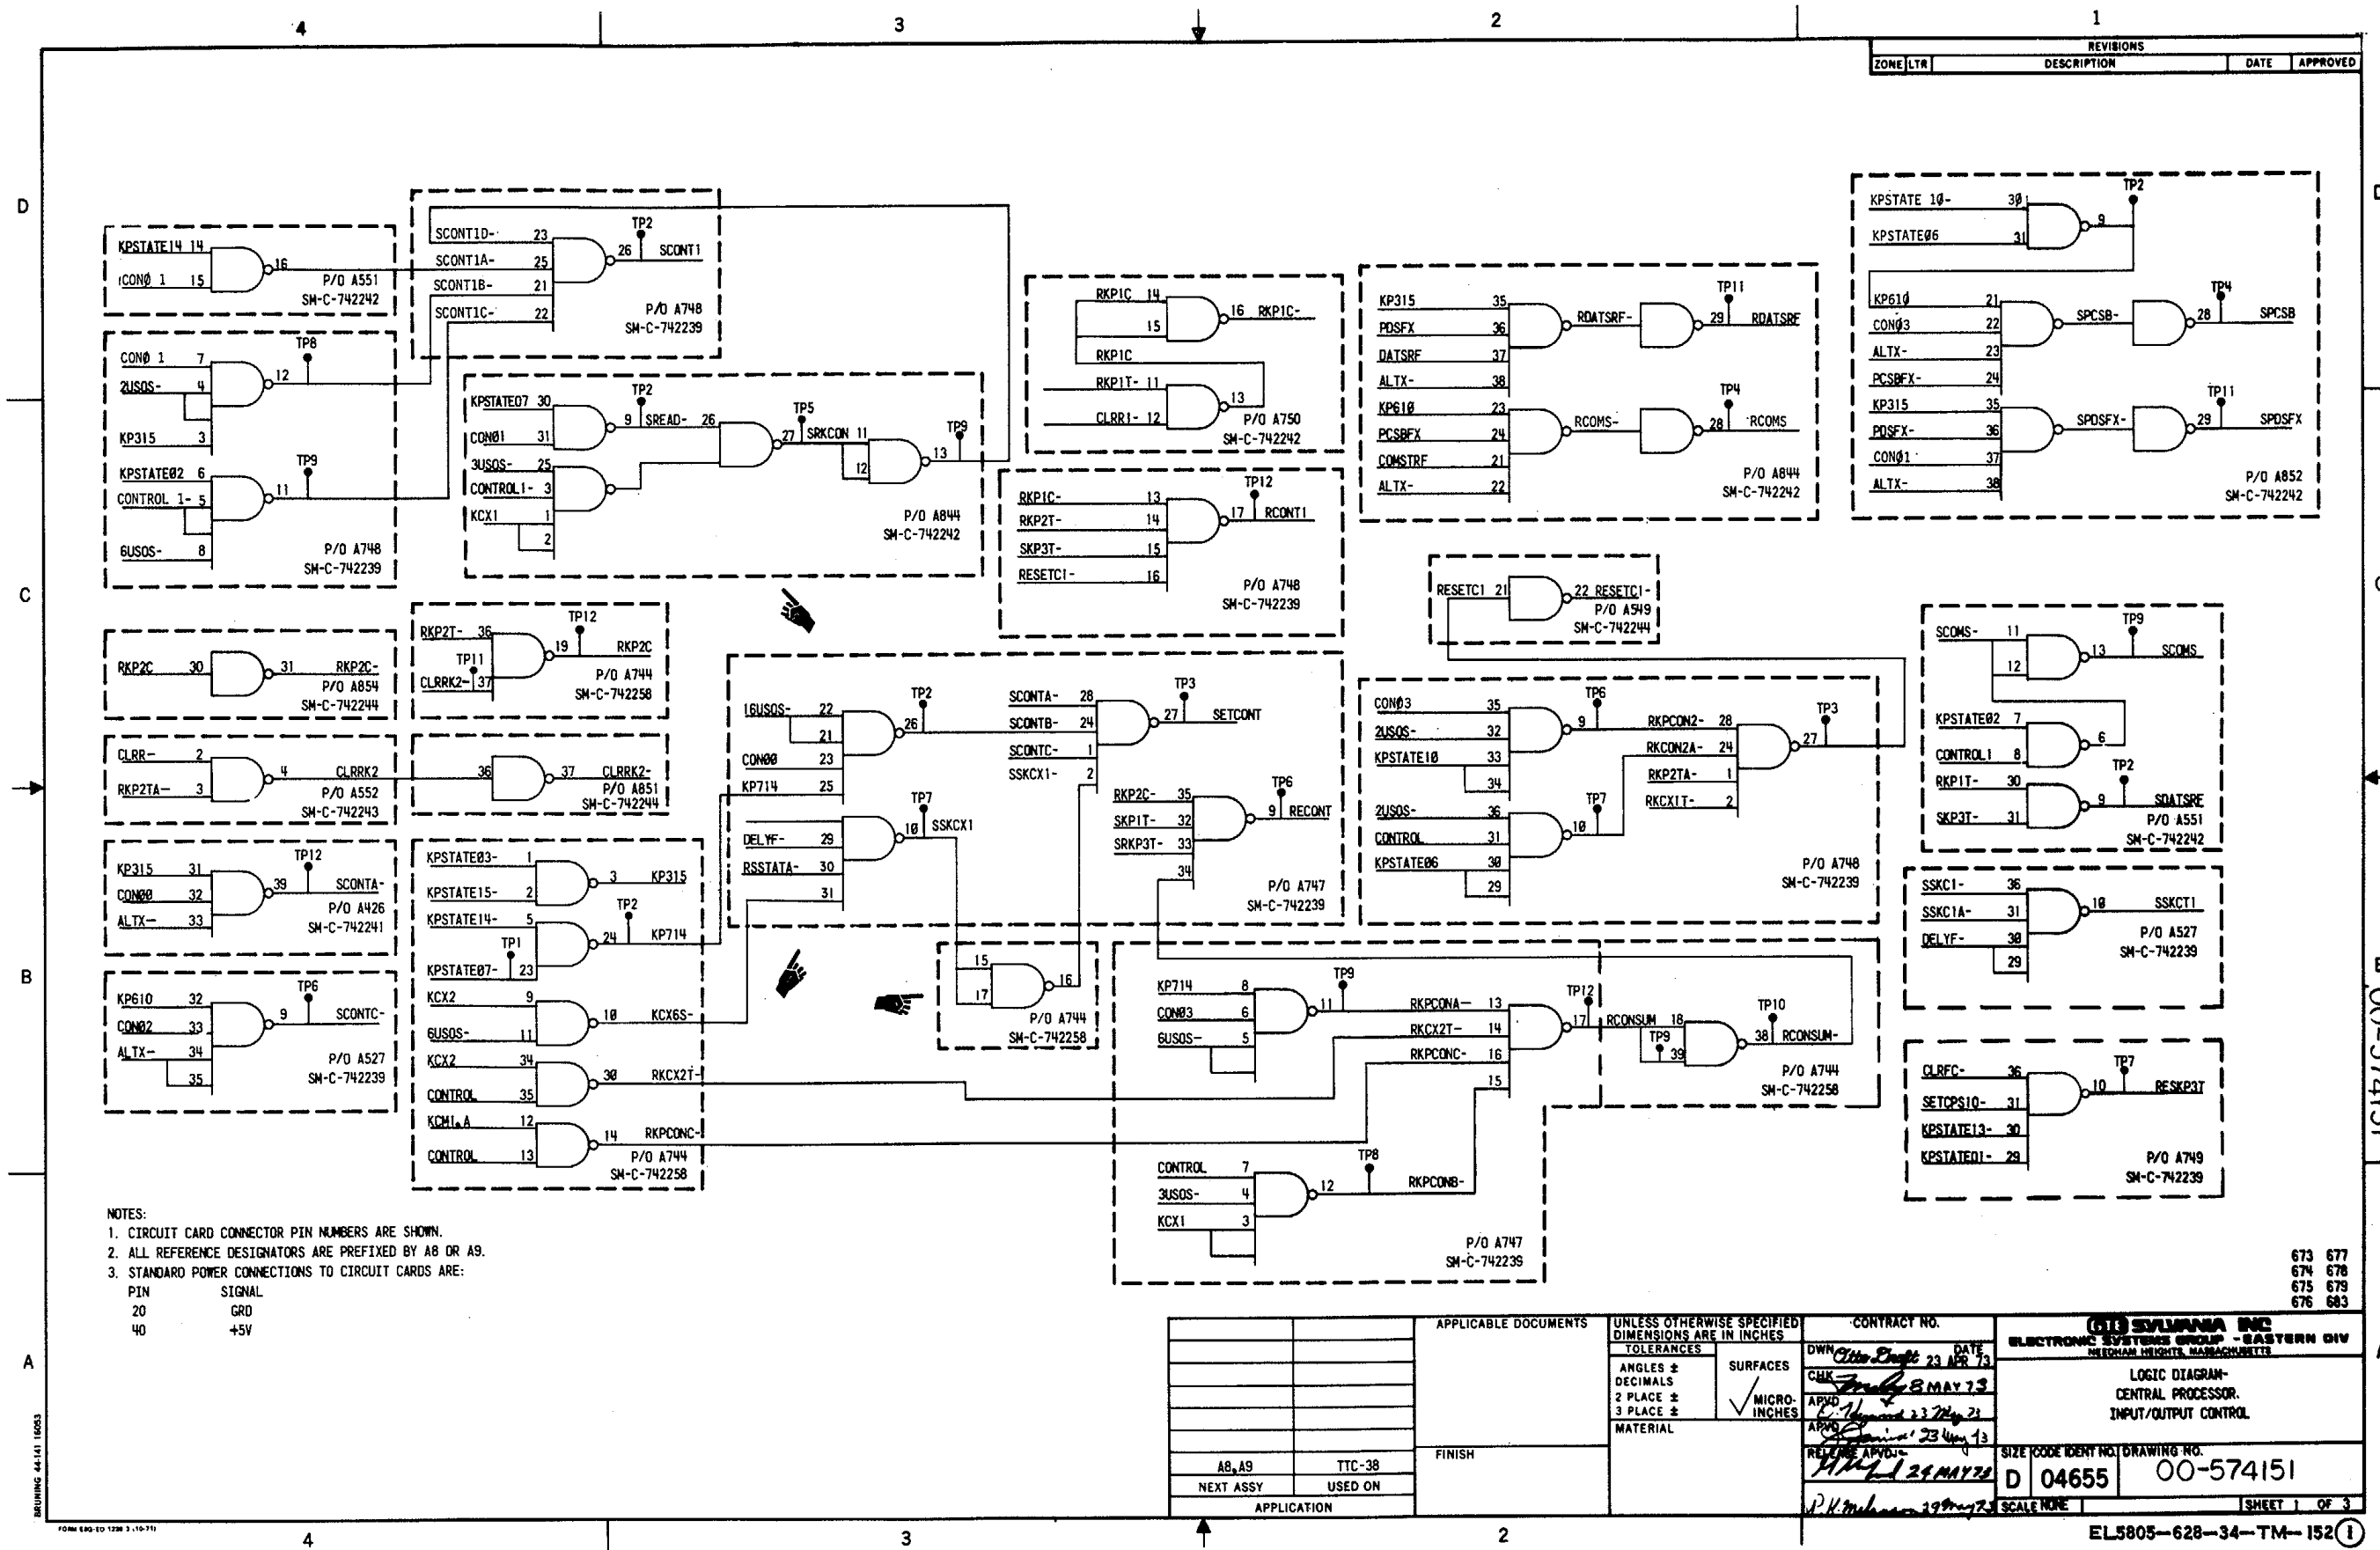 4 3 2 1
REVISIONS
ZONE LTR DESCRIPTION DATE APPROVED
D
KPSTATE14 14
CONØ 1 15
16
P/O A551
SM-C-742242
SCONT1D- 23
SCONT1A- 25
SCONT1B- 21
SCONT1C- 22
TP2
26 SCONT1
P/O A748
SM-C-742239
CONØ 1 7
2USOS- 4
KP315 3
TP8
12
KPSTATE02 6
CONTROL 1- 5
6USOS- 8
TP9
11
P/O A748
SM-C-742239
KPSTATE07 30
CONØ1 31
TP2
9 SREAD- 26
3USOS- 25
CONTROL1- 3
KCX1 1
2
TP5
27 SRKCON 11
12
TP9
13
P/O A844
SM-C-742242
RKP1C 14
15
16 RKP1C-
RKP1C
RKP1T- 11
CLRR1- 12
13
P/O A750
SM-C-742242
RKP1C- 13
RKP2T- 14
SKP3T- 15
RESETC1- 16
TP12
17 RCONT1
P/O A748
SM-C-742239
KP315 35
PDSFX 36
DATSRF 37
ALTX- 38
RDATSRF-
TP11
29 RDATSRF
KP610 23
PCSBFX 24
COMSTRF 21
ALTX- 22
RCOMS-
TP4
28 RCOMS
P/O A844
SM-C-742242
KPSTATE 10- 30
KPSTATE06 31
TP2
9
KP610 21
CONØ3 22
ALTX- 23
PCSBFX- 24
SPCSB-
TP4
28 SPCSB
KP315 35
PDSFX- 36
CONØ1 37
ALTX- 38
SPDSFX-
TP11
29 SPDSFX
P/O A852
SM-C-742242
C
RKP2C 30
31 RKP2C-
P/O A854
SM-C-742244
RKP2T- 36
TP11
CLRRK2- 37
TP12
19 RKP2C
P/O A744
SM-C-742258
CLRR- 2
RKP2TA- 3
4 CLRRK2
P/O A552
SM-C-742243
36
37 CLRRK2-
P/O A851
SM-C-742244
RESETC1 21
22 RESETC1-
P/O A549
SM-C-742244
16USOS- 22
21
CON00 23
KP714 25
TP2
26
DELYF- 29
RSSTATA- 30
31
TP7
10 SSKCX1
SCONTA- 28
SCONTB- 24
SCONTC- 1
SSKCX1- 2
TP3
27 SETCONT
RKP2C- 35
SKP1T- 32
SRKP3T- 33
34
TP6
9 RECONT
P/O A747
SM-C-742239
CONØ3 35
2USOS- 32
KPSTATE10 33
34
TP6
9 RKPCON2- 28
RKCON2A- 24
RKP2TA- 1
RKCX1T- 2
TP3
27
2USOS- 36
CONTROL 31
KPSTATE06 30
29
TP7
10
P/O A748
SM-C-742239
SCOMS- 11
12
TP9
13 SCOMS
KPSTATE02 7
CONTROL1 8
6
RKP1T- 30
SKP3T- 31
TP2
9 SDATSRF
P/O A551
SM-C-742242
B
KP315 31
CON00 32
ALTX- 33
TP12
39 SCONTA-
P/O A426
SM-C-742241
KP610 32
CON02 33
ALTX- 34
35
TP6
9 SCONTC-
P/O A527
SM-C-742239
KPSTATE03- 1
KPSTATE15- 2
3 KP315
KPSTATE14- 5
TP1
KPSTATE07- 23
TP2
24 KP714
KCX2 9
6USOS- 11
10 KCX6S-
KCX2 34
CONTROL 35
30 RKCX2T-
KCM1.A 12
CONTROL 13
14 RKPCONC-
P/O A744
SM-C-742258
15
17
16
P/O A744
SM-C-742258
KP714 8
CONØ3 6
6USOS- 5
TP9
11 RKPCONA- 13
RKCX2T- 14
RKPCONC- 16
15
TP12
17 RCONSUM 18
TP9
39
TP10
38 RCONSUM-
P/O A744
SM-C-742258
CONTROL 7
3USOS- 4
KCX1 3
TP8
12 RKPCONB-
P/O A747
SM-C-742239
SSKC1- 36
SSKC1A- 31
DELYF- 30
29
10 SSKCT1
P/O A527
SM-C-742239
CLRFC- 36
SETCPS10- 31
KPSTATE13- 30
KPSTATE01- 29
TP7
10 RESKP3T
P/O A749
SM-C-742239
00-574151
NOTES:
1. CIRCUIT CARD CONNECTOR PIN NUMBERS ARE SHOWN.
2. ALL REFERENCE DESIGNATORS ARE PREFIXED BY A8 OR A9.
3. STANDARD POWER CONNECTIONS TO CIRCUIT CARDS ARE:
PIN SIGNAL
20 GRD
40 +5V
673 677
674 678
675 679
676 683
A
APPLICABLE DOCUMENTS
FINISH
A8,A9 TTC-38
NEXT ASSY USED ON
APPLICATION
UNLESS OTHERWISE SPECIFIED
DIMENSIONS ARE IN INCHES
TOLERANCES
ANGLES ±
DECIMALS
2 PLACE ±
3 PLACE ±
SURFACES
MICRO-
INCHES
MATERIAL
CONTRACT NO.
DWN DATE
23 APR 73
CHK 8 MAY 73
APVD 23 May 73
APVD 23 May 73
RELEASE APVD 24 MAY 73
29 May 73
GTE SYLVANIA INC
ELECTRONIC SYSTEMS GROUP - EASTERN DIV
NEEDHAM HEIGHTS, MASSACHUSETTS
LOGIC DIAGRAM-
CENTRAL PROCESSOR.
INPUT/OUTPUT CONTROL
SIZE CODE IDENT NO. DRAWING NO.
D 04655 00-574151
SCALE NONE SHEET 1 OF 3
BRUNING 44-141 16053
4 3 2
EL5805-628-34-TM-152 1